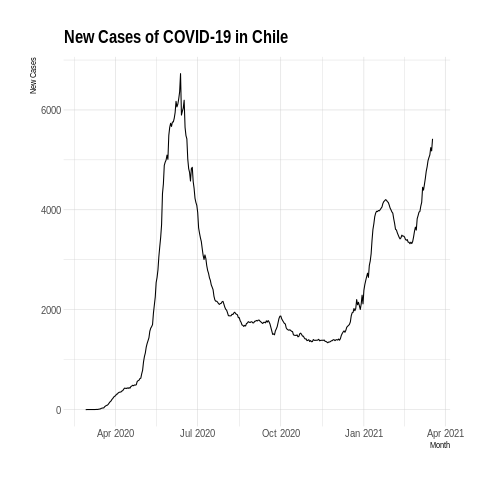 New Cases of COVID-19 in Chile
New Cases
6000
4000
2000
0
Apr 2020 Jul 2020 Oct 2020 Jan 2021 Apr 2021
Month